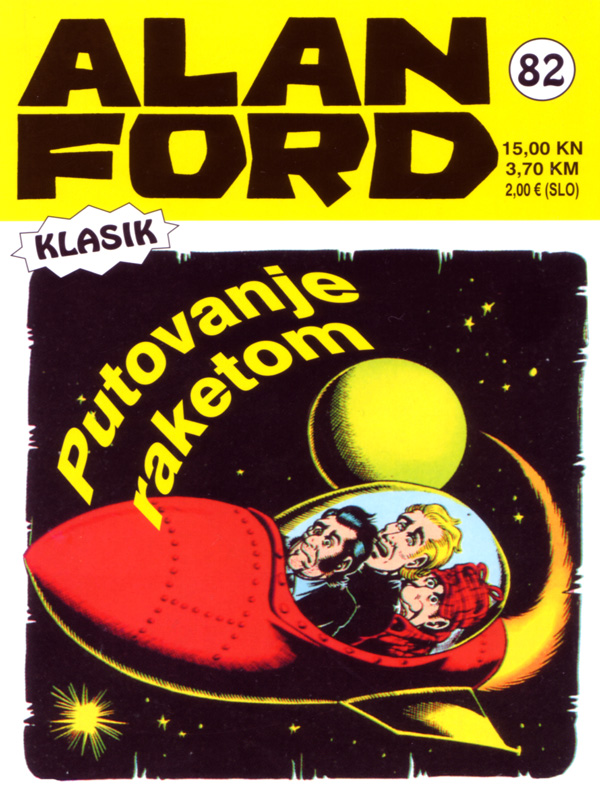 ALAN
FORD
82
15,00 KN
3,70 KM
2,00 € (SLO)
KLASIK
Putovanje
raketom